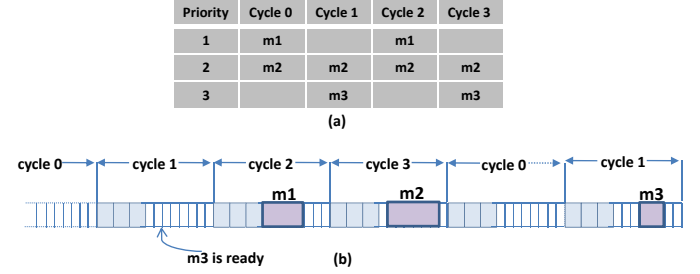 Priority Cycle 0 Cycle 1 Cycle 2 Cycle 3
1 m1 m1
2 m2 m2 m2 m2
3 m3 m3
(a)
cycle 0 cycle 1 cycle 2 cycle 3 cycle 0 cycle 1
m1 m2 m3
m3 is ready (b)